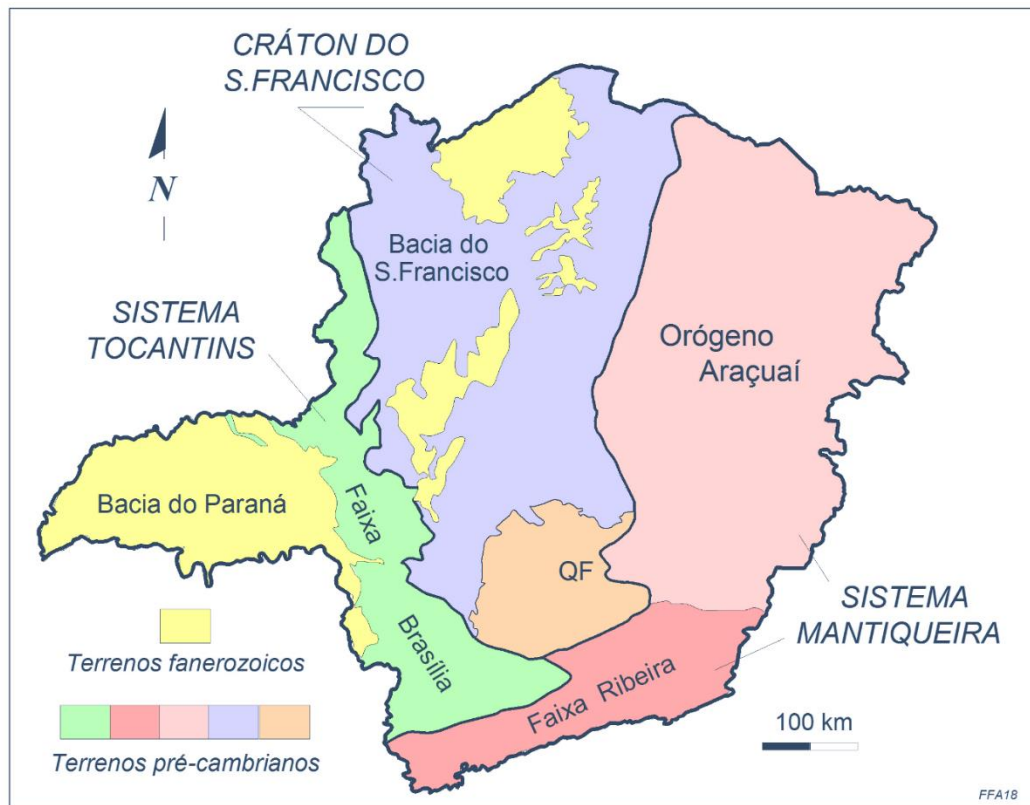 CRÁTON DO
S.FRANCISCO
N
Bacia do
S.Francisco
SISTEMA
TOCANTINS
Orógeno
Araçuaí
Bacia do Paraná
Faixa
Brasília
QF
SISTEMA
MANTIQUEIRA
Faixa Ribeira
Terrenos fanerozoicos
Terrenos pré-cambrianos
100 km
FFA18